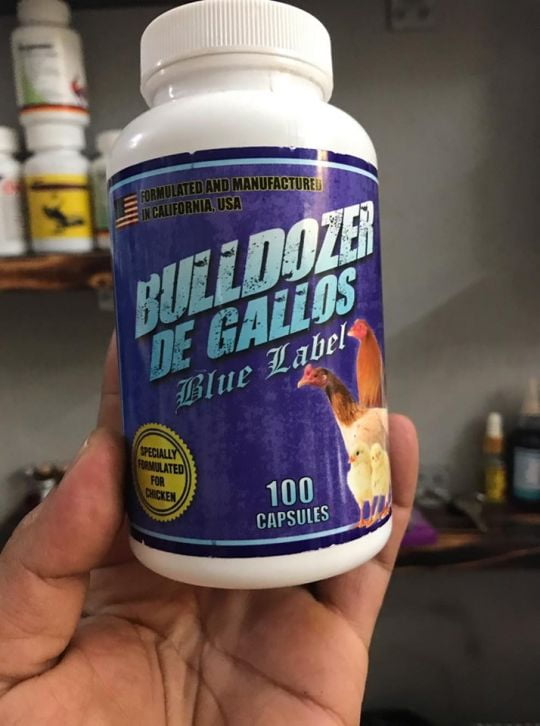 FORMULATED AND MANUFACTURED
IN CALIFORNIA, USA
BULLDOZER
DE GALLOS
Blue Label
SPECIALLY
FORMULATED
FOR
CHICKEN
100
CAPSULES